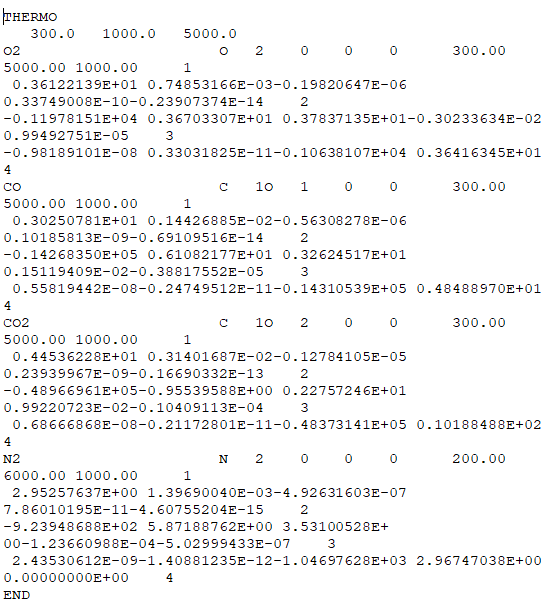 THERMO
300.0 1000.0 5000.0
O2 O 2 0 0 0 300.00
5000.00 1000.00 1
0.36122139E+01 0.74853166E-03-0.19820647E-06
0.33749008E-10-0.23907374E-14 2
-0.11978151E+04 0.36703307E+01 0.37837135E+01-0.30233634E-02
0.99492751E-05 3
-0.98189101E-08 0.33031825E-11-0.10638107E+04 0.36416345E+01
4
CO C 1O 1 0 0 300.00
5000.00 1000.00 1
0.30250781E+01 0.14426885E-02-0.56308278E-06
0.10185813E-09-0.69109516E-14 2
-0.14268350E+05 0.61082177E+01 0.32624517E+01
0.15119409E-02-0.38817552E-05 3
0.55819442E-08-0.24749512E-11-0.14310539E+05 0.48488970E+01
4
CO2 C 1O 2 0 0 300.00
5000.00 1000.00 1
0.44536228E+01 0.31401687E-02-0.12784105E-05
0.23939967E-09-0.16690332E-13 2
-0.48966961E+05-0.95539588E+00 0.22757246E+01
0.99220723E-02-0.10409113E-04 3
0.68666868E-08-0.21172801E-11-0.48373141E+05 0.10188488E+02
4
N2 N 2 0 0 0 200.00
6000.00 1000.00 1
2.95257637E+00 1.39690040E-03-4.92631603E-07
7.86010195E-11-4.60755204E-15 2
-9.23948688E+02 5.87188762E+00 3.53100528E+
00-1.23660988E-04-5.02999433E-07 3
2.43530612E-09-1.40881235E-12-1.04697628E+03 2.96747038E+00
0.00000000E+00 4
END